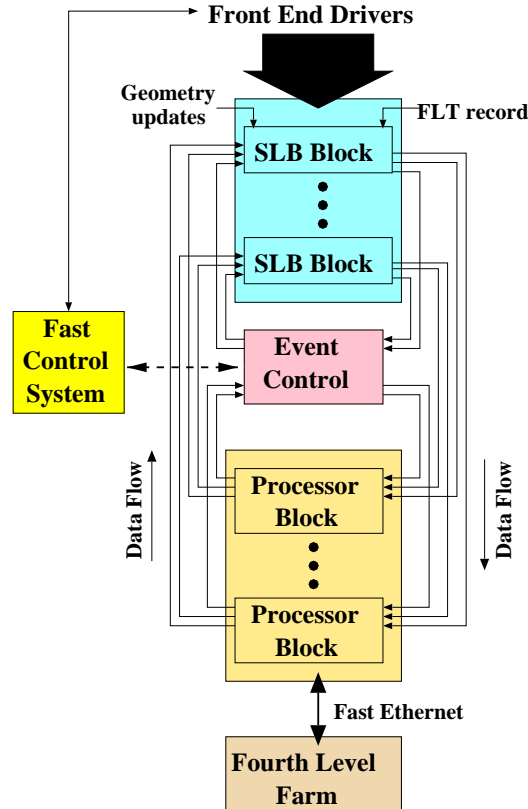 Front End Drivers
Geometry
updates
FLT record
SLB Block
SLB Block
Fast
Control
System
Event
Control
Data Flow
Data Flow
Processor
Block
Processor
Block
Fast Ethernet
Fourth Level
Farm